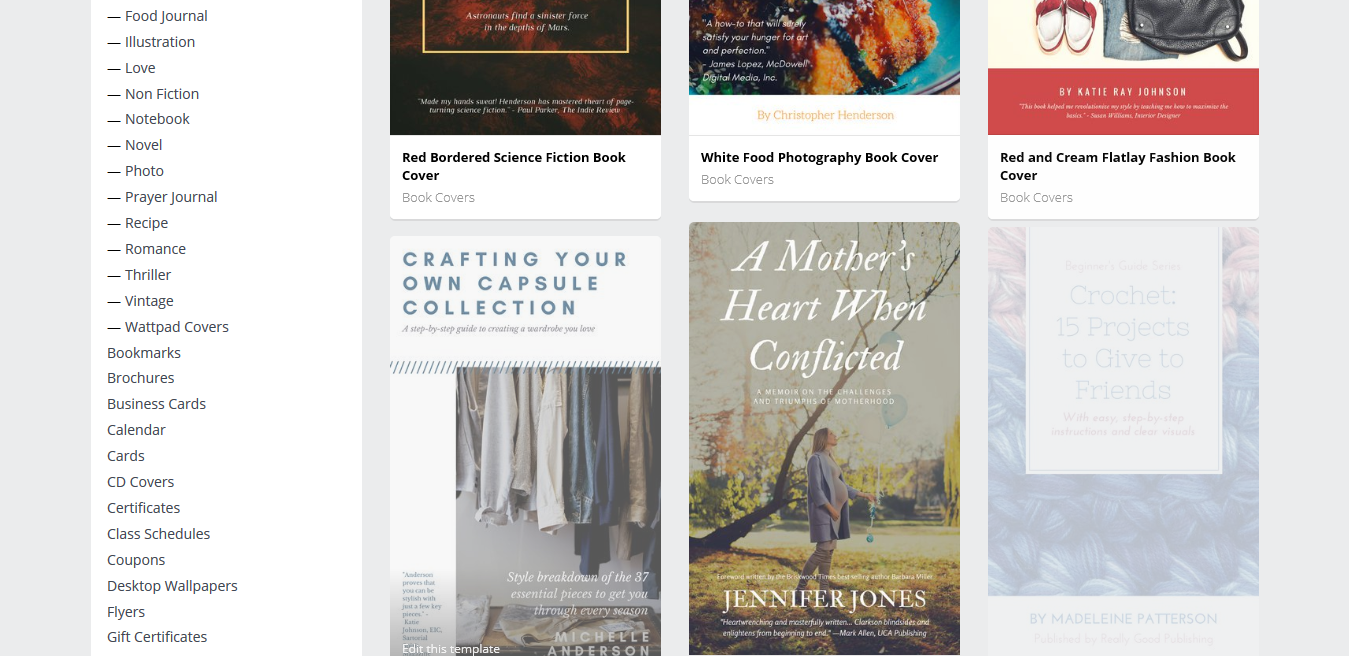 — Food Journal
— Illustration
— Love
— Non Fiction
— Notebook
— Novel
— Photo
— Prayer Journal
— Recipe
— Romance
— Thriller
— Vintage
— Wattpad Covers
Bookmarks
Brochures
Business Cards
Calendar
Cards
CD Covers
Certificates
Class Schedules
Coupons
Desktop Wallpapers
Flyers
Gift Certificates
Astronauts find a sinister force
in the depths of Mars.
"Made my hands sweat! Henderson has mastered theart of page-
turning science fiction." - Paul Parker, The Indie Review
Red Bordered Science Fiction Book
Cover
Book Covers
"A how-to that will surely
satisfy your hunger for art
and perfection."
- James Lopez, McDowell
Digital Media, Inc.
By Christopher Henderson
White Food Photography Book Cover
Book Covers
BY KATIE RAY JOHNSON
"This book helped me revolutionize my style by teaching me how to maximize the
basics." - Susan Williams, Interior Designer
Red and Cream Flatlay Fashion Book
Cover
Book Covers
CRAFTING YOUR
OWN CAPSULE
COLLECTION
A step-by-step guide to creating a wardrobe you love
"Anderson
proves that
you can be
stylish with
just a few key
pieces." -
Katie
Johnson, EIC,
Sartorial
Style breakdown of the 37
essential pieces to get you
through every season
MICHELLE
ANDERSON
Edit this template
A Mother's
Heart When
Conflicted
A MEMOIR ON THE CHALLENGES
AND TRIUMPHS OF MOTHERHOOD
Foreword written by the Briskwood Times best-selling author Barbara Miller
JENNIFER JONES
"Heartwrenching and masterfully written... Clarkson blindsides and
enlightens from beginning to end." —Mark Allen, UCA Publishing
Beginner's Guide Series
Crochet:
15 Projects
to Give to
Friends
With easy, step-by-step
instructions and clear visuals
BY MADELEINE PATTERSON
Published by Really Good Publishing